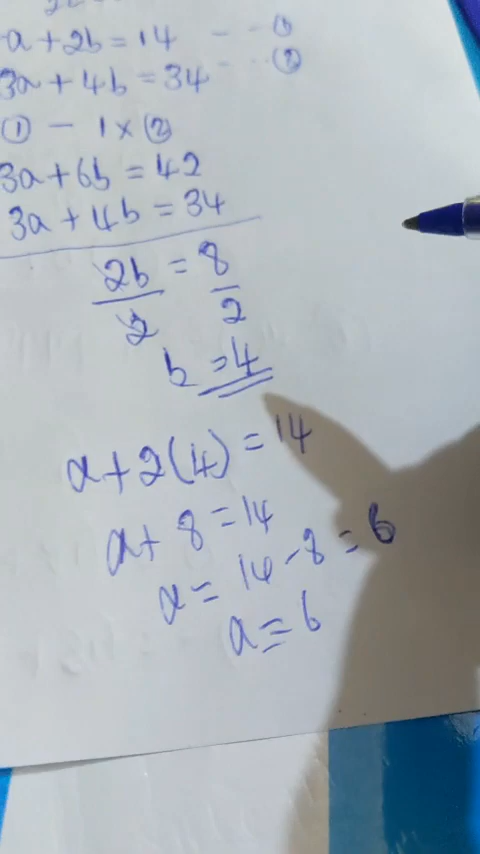 a + 2b = 14 -- ①
3a + 4b = 34 -- ②
① - 1 × ②
3a + 6b = 42
3a + 4b = 34
2b = 8
2 2
b = 4
a + 2(4) = 14
a + 8 = 14
a = 14 - 8 = 6
a = 6